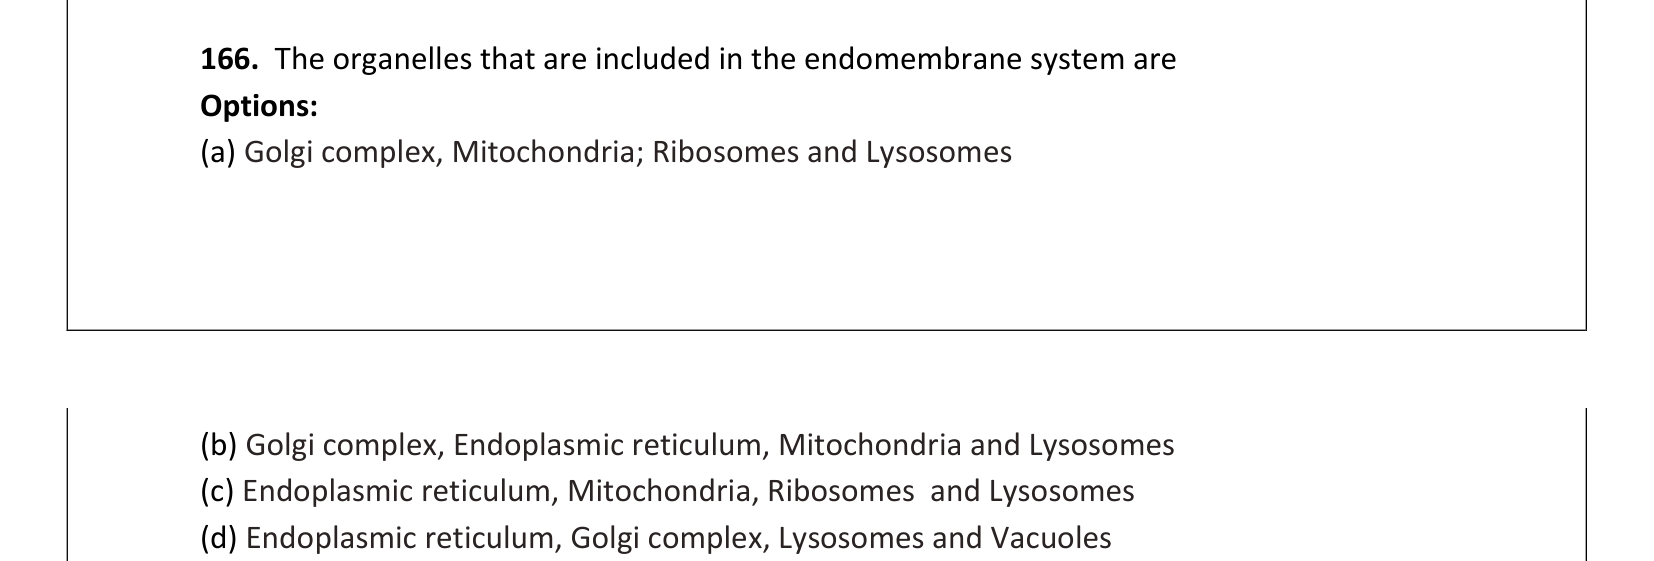 166. The organelles that are included in the endomembrane system are
Options:
(a) Golgi complex, Mitochondria; Ribosomes and Lysosomes
(b) Golgi complex, Endoplasmic reticulum, Mitochondria and Lysosomes
(c) Endoplasmic reticulum, Mitochondria, Ribosomes  and Lysosomes
(d) Endoplasmic reticulum, Golgi complex, Lysosomes and Vacuoles